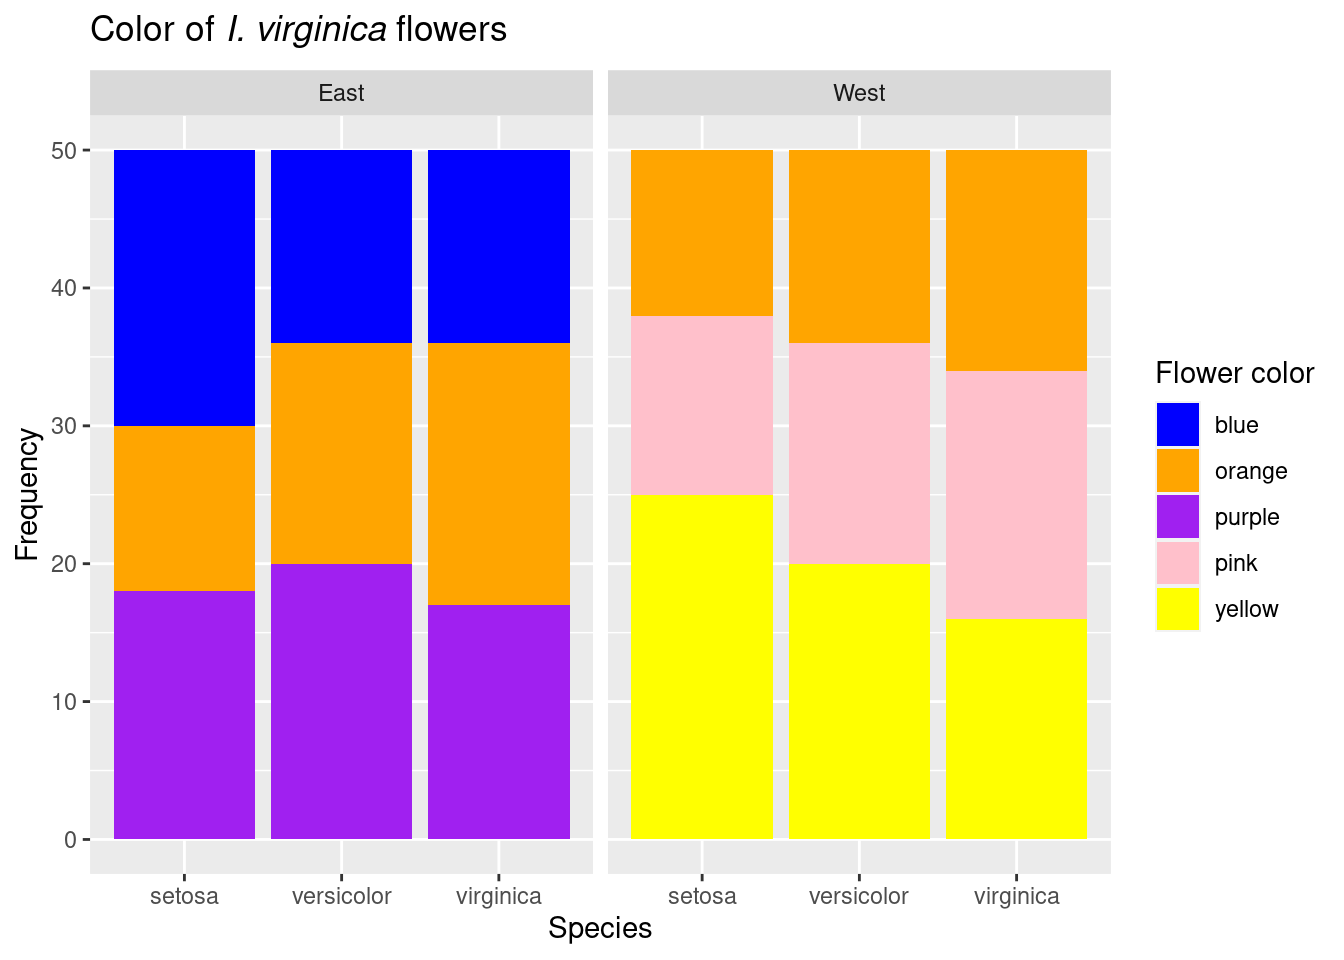 Color of I. virginica flowers
East
West
50
40
30
20
10
0
Frequency
setosa
versicolor
virginica
setosa
versicolor
virginica
Species
Flower color
blue
orange
purple
pink
yellow